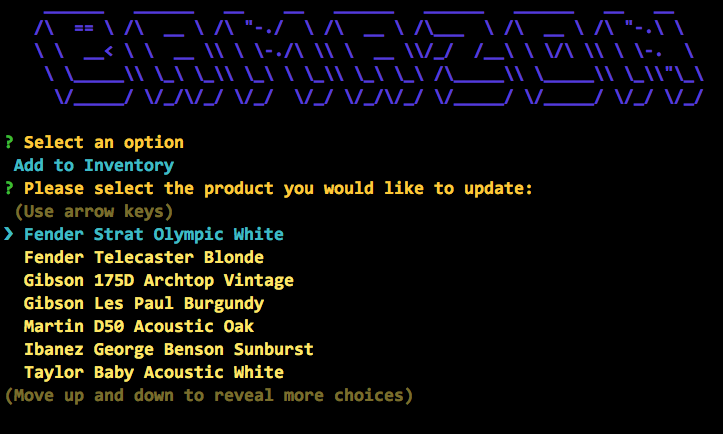 BAMAZON
? Select an option
Add to Inventory
? Please select the product you would like to update:
(Use arrow keys)
❯ Fender Strat Olympic White
Fender Telecaster Blonde
Gibson 175D Archtop Vintage
Gibson Les Paul Burgundy
Martin D50 Acoustic Oak
Ibanez George Benson Sunburst
Taylor Baby Acoustic White
(Move up and down to reveal more choices)